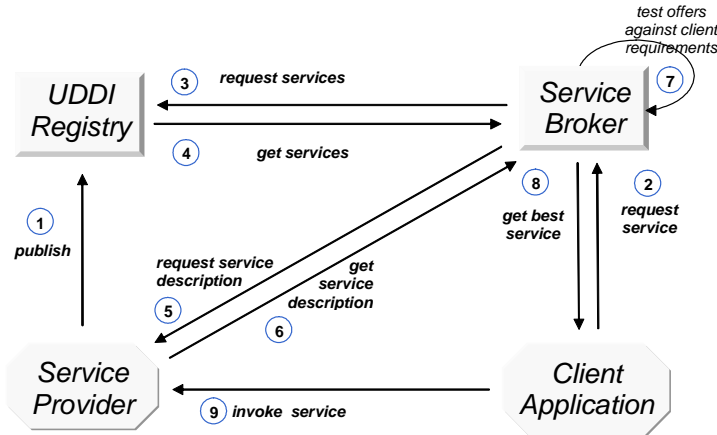 test offers
against client
requirements
7
3
request services
UDDI
Registry
Service
Broker
4
get services
8
2
get best
service
request
service
1
publish
request service
description
get
service
description
5
6
Service
Provider
Client
Application
9
invoke service